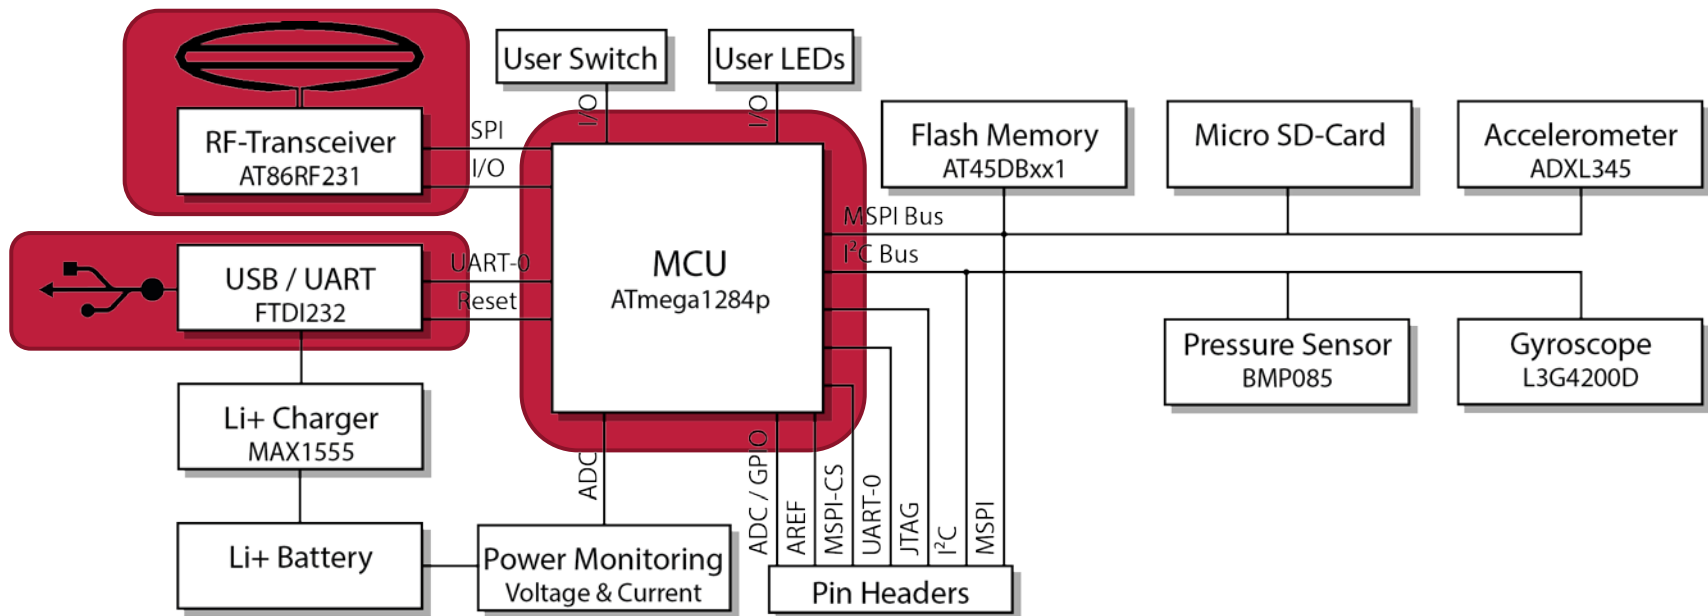 User Switch
User LEDs
I/O
I/O
RF-Transceiver
AT86RF231
SPI
I/O
Flash Memory
AT45DBxx1
Micro SD-Card
Accelerometer
ADXL345
MSPI Bus
I²C Bus
MCU
ATmega1284p
USB / UART
FTDI232
UART-0
Reset
Pressure Sensor
BMP085
Gyroscope
L3G4200D
Li+ Charger
MAX1555
ADC
ADC / GPIO
AREF
MSPI-CS
UART-0
JTAG
I²C
MSPI
Li+ Battery
Power Monitoring
Voltage & Current
Pin Headers